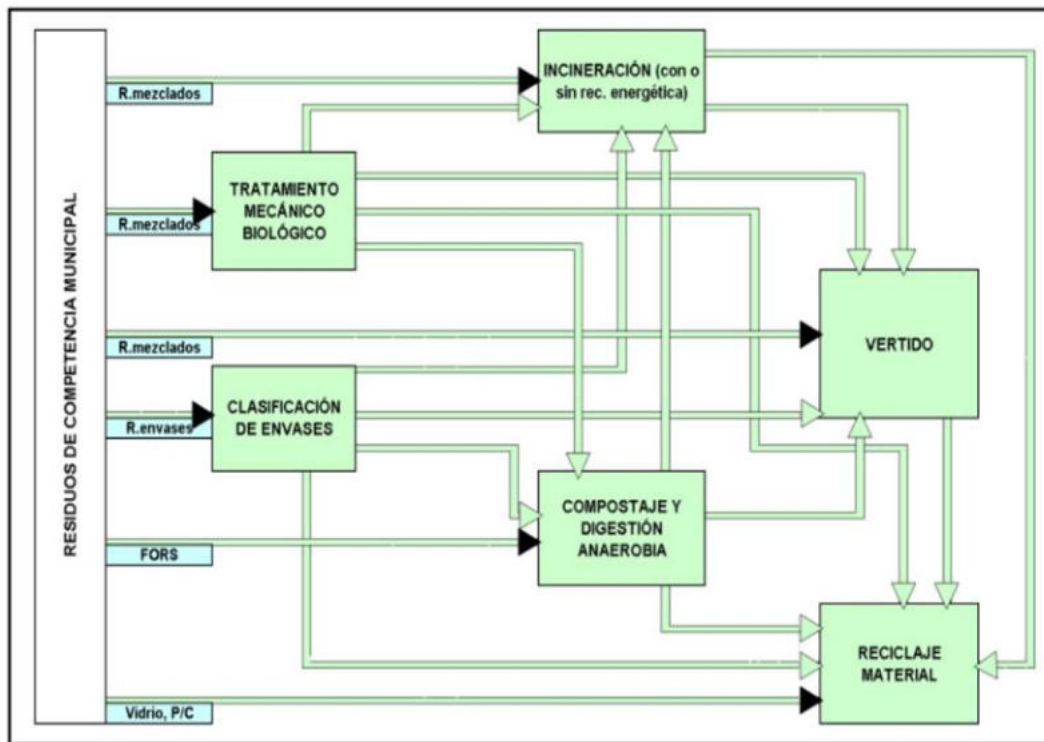 RESIDUOS DE COMPETENCIA MUNICIPAL
INCINERACIÓN (con o
sin rec. energética)
R.mezclados
TRATAMIENTO
MECÁNICO
BIOLÓGICO
R.mezclados
VERTIDO
R.mezclados
CLASIFICACIÓN
DE ENVASES
R.envases
COMPOSTAJE Y
DIGESTIÓN
ANAEROBIA
FORS
RECICLAJE
MATERIAL
Vidrio, P/C